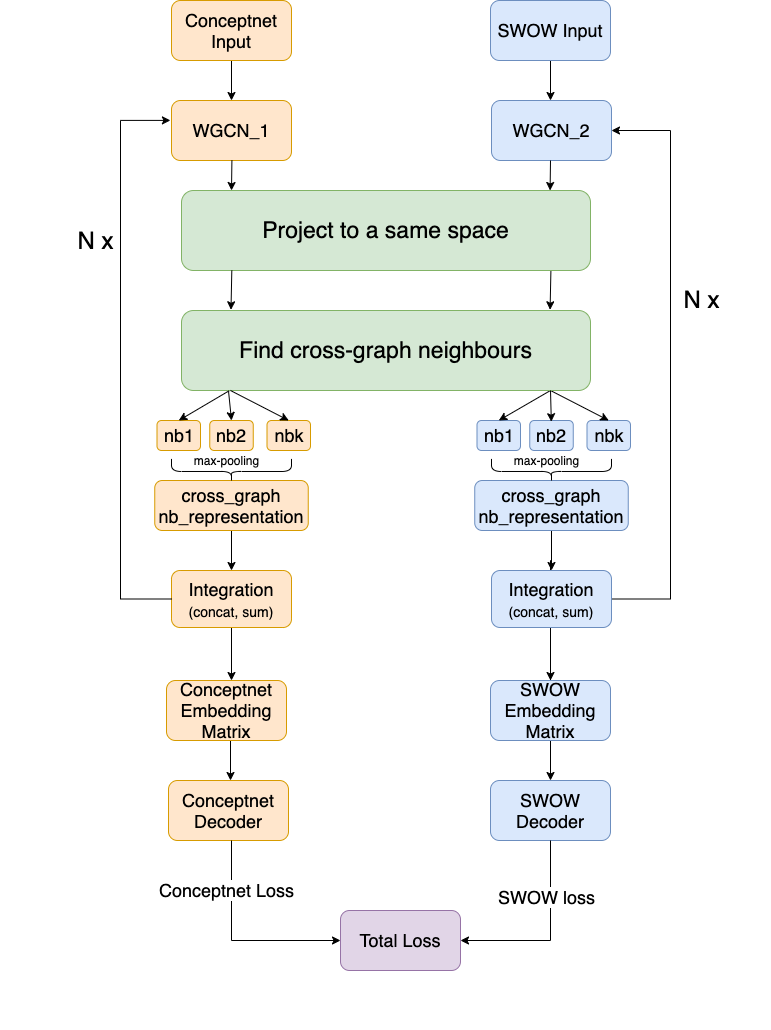 Conceptnet
Input
SWOW Input
WGCN_1
WGCN_2
Project to a same space
N x
N x
Find cross-graph neighbours
nb1
nb2
nbk
nb1
nb2
nbk
max-pooling
max-pooling
cross_graph
nb_representation
cross_graph
nb_representation
Integration
(concat, sum)
Integration
(concat, sum)
Conceptnet
Embedding
Matrix
SWOW
Embedding
Matrix
Conceptnet
Decoder
SWOW
Decoder
Conceptnet Loss
SWOW loss
Total Loss